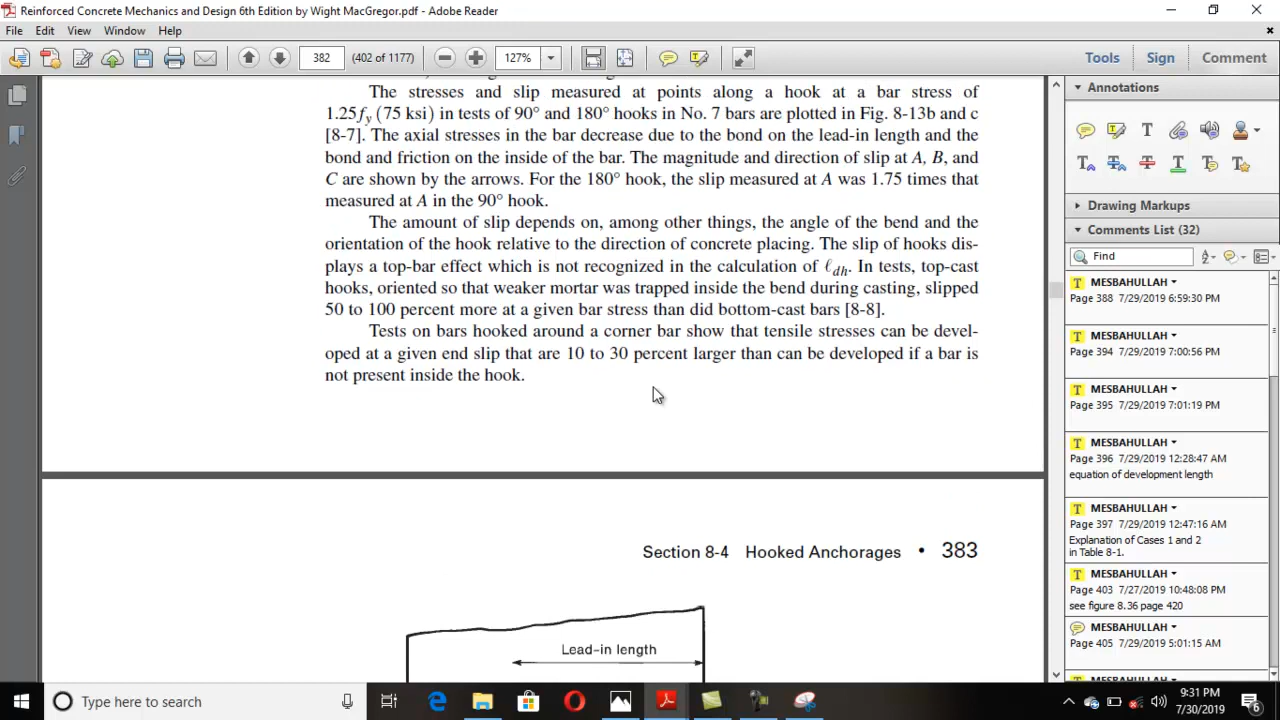 Reinforced Concrete Mechanics and Design 6th Edition by Wight MacGregor.pdf - Adobe Reader
File Edit View Window Help
382 (402 of 1177) 127% Tools Sign Comment
The stresses and slip measured at points along a hook at a bar stress of
1.25fy (75 ksi) in tests of 90° and 180° hooks in No. 7 bars are plotted in Fig. 8-13b and c
[8-7]. The axial stresses in the bar decrease due to the bond on the lead-in length and the
bond and friction on the inside of the bar. The magnitude and direction of slip at A, B, and
C are shown by the arrows. For the 180° hook, the slip measured at A was 1.75 times that
measured at A in the 90° hook.
The amount of slip depends on, among other things, the angle of the bend and the
orientation of the hook relative to the direction of concrete placing. The slip of hooks dis-
plays a top-bar effect which is not recognized in the calculation of ℓdh. In tests, top-cast
hooks, oriented so that weaker mortar was trapped inside the bend during casting, slipped
50 to 100 percent more at a given bar stress than did bottom-cast bars [8-8].
Tests on bars hooked around a corner bar show that tensile stresses can be devel-
oped at a given end slip that are 10 to 30 percent larger than can be developed if a bar is
not present inside the hook.
Section 8-4 Hooked Anchorages • 383
Lead-in length
Annotations
Drawing Markups
Comments List (32)
Find
MESBAHULLAH
Page 388 7/29/2019 6:59:30 PM
MESBAHULLAH
Page 394 7/29/2019 7:00:56 PM
MESBAHULLAH
Page 395 7/29/2019 7:01:19 PM
MESBAHULLAH
Page 396 7/29/2019 12:28:47 AM
equation of development length
MESBAHULLAH
Page 397 7/29/2019 12:47:16 AM
Explanation of Cases 1 and 2
in Table 8-1.
MESBAHULLAH
Page 403 7/27/2019 10:48:08 PM
see figure 8.36 page 420
MESBAHULLAH
Page 405 7/29/2019 5:01:15 AM
MESBAHULLAH
Type here to search
9:31 PM
7/30/2019
6